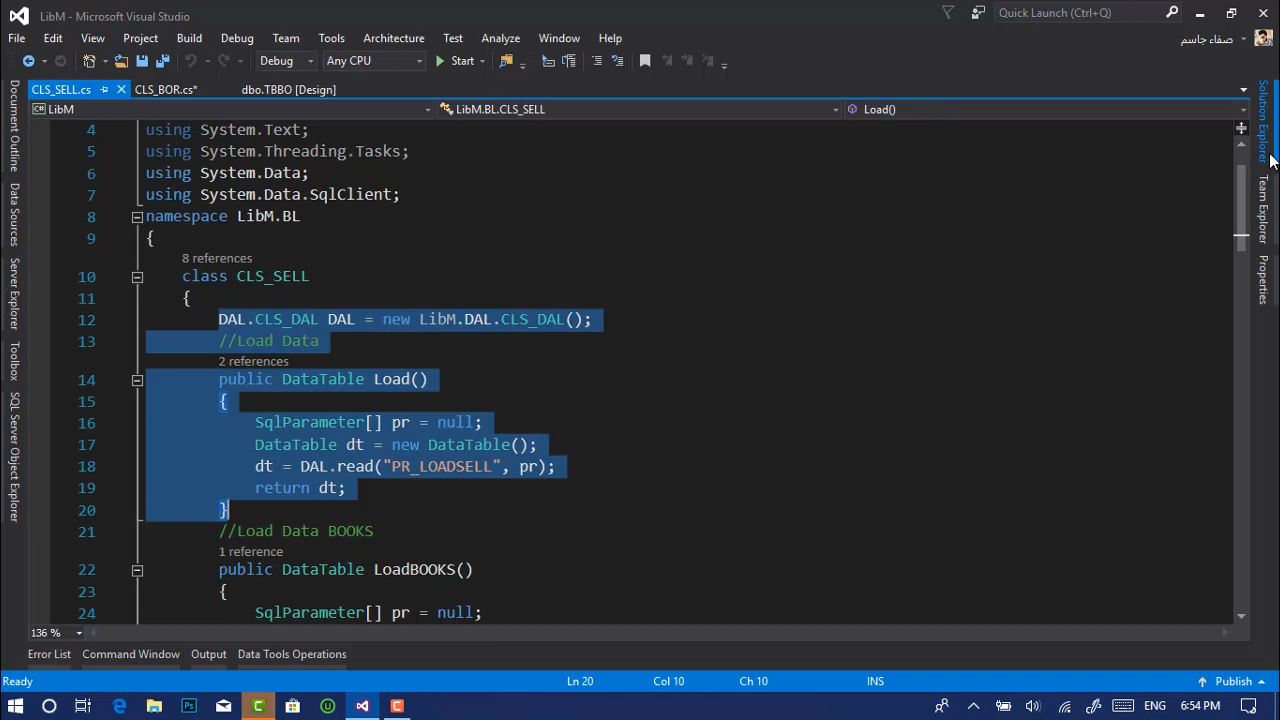 LibM - Microsoft Visual Studio
Quick Launch (Ctrl+Q)
File Edit View Project Build Debug Team Tools Architecture Test Analyze Window Help
صفاء جاسم
Debug Any CPU Start
CLS_SELL.cs CLS_BOR.cs* dbo.TBBO [Design]
LibM LibM.BL.CLS_SELL Load()
4 using System.Text;
5 using System.Threading.Tasks;
6 using System.Data;
7 using System.Data.SqlClient;
8 namespace LibM.BL
9 {
8 references
10 class CLS_SELL
11 {
12 DAL.CLS_DAL DAL = new LibM.DAL.CLS_DAL();
13 //Load Data
2 references
14 public DataTable Load()
15 {
16 SqlParameter[] pr = null;
17 DataTable dt = new DataTable();
18 dt = DAL.read("PR_LOADSELL", pr);
19 return dt;
20 }
21 //Load Data BOOKS
1 reference
22 public DataTable LoadBOOKS()
23 {
24 SqlParameter[] pr = null;
136 %
Document Outline
Data Sources
Server Explorer
Toolbox
SQL Server Object Explorer
Solution Explorer
Team Explorer
Properties
Error List Command Window Output Data Tools Operations
Ready Ln 20 Col 10 Ch 10 INS Publish
ENG 6:54 PM